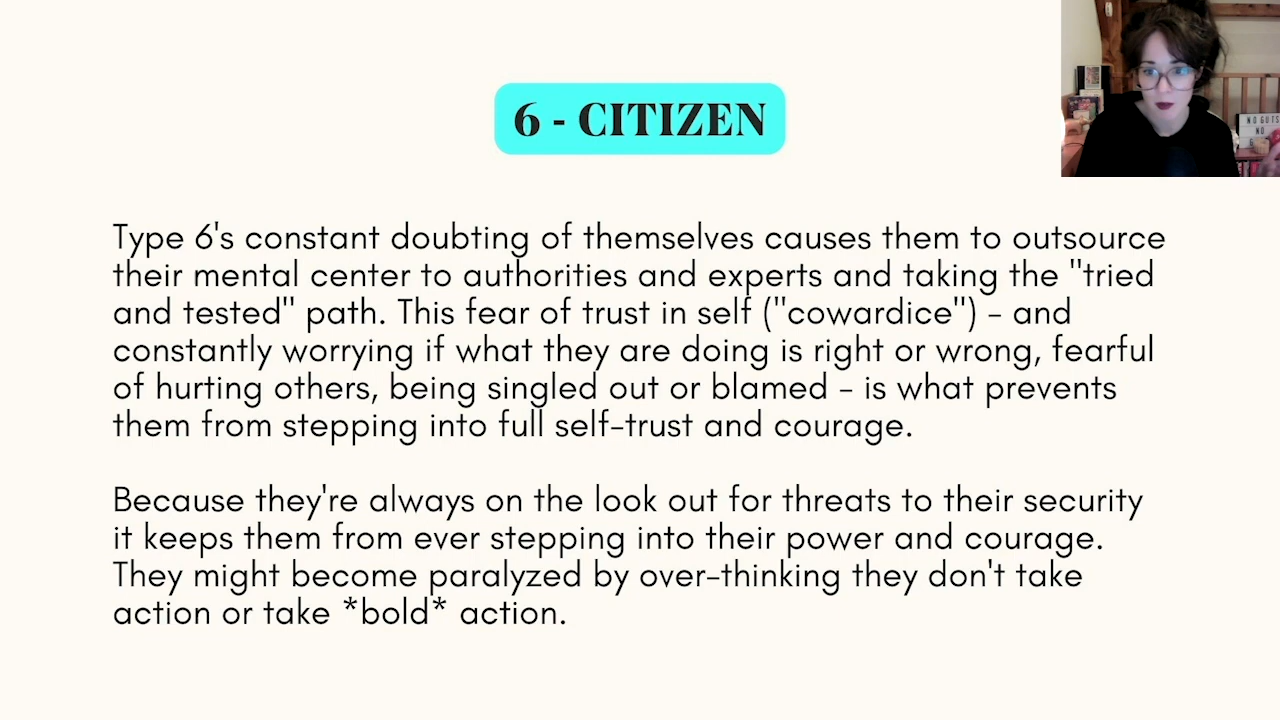 6 - CITIZEN
Type 6's constant doubting of themselves causes them to outsource
their mental center to authorities and experts and taking the "tried
and tested" path. This fear of trust in self ("cowardice") - and
constantly worrying if what they are doing is right or wrong, fearful
of hurting others, being singled out or blamed - is what prevents
them from stepping into full self-trust and courage.
Because they're always on the look out for threats to their security
it keeps them from ever stepping into their power and courage.
They might become paralyzed by over-thinking they don't take
action or take *bold* action.
NO GUTS
NO